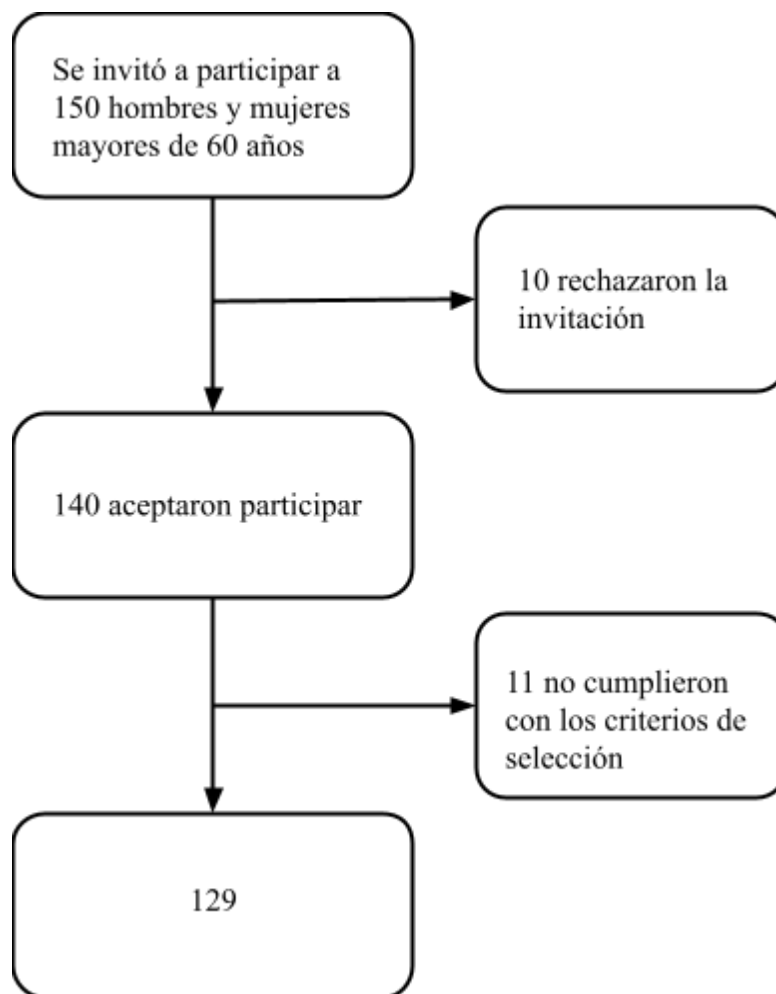 Se invitó a participar a
150 hombres y mujeres
mayores de 60 años
10 rechazaron la
invitación
140 aceptaron participar
11 no cumplieron
con los criterios de
selección
129